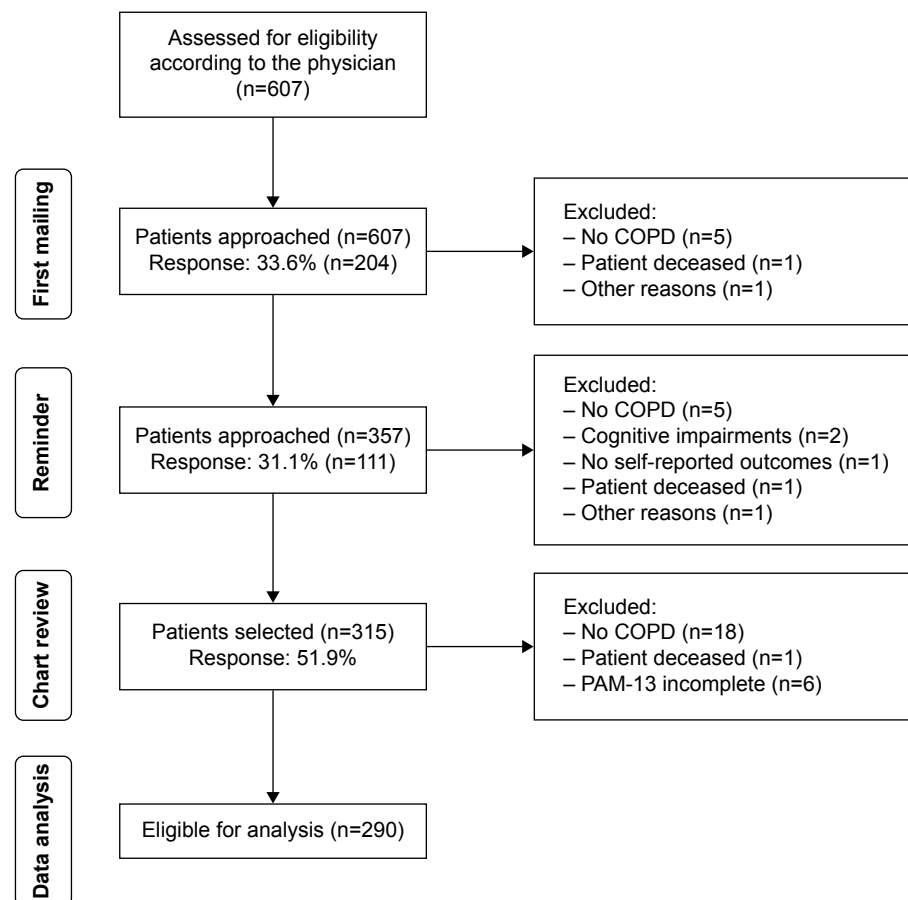 Assessed for eligibility
according to the physician
(n=607)
First mailing
Patients approached (n=607)
Response: 33.6% (n=204)
Excluded:
– No COPD (n=5)
– Patient deceased (n=1)
– Other reasons (n=1)
Reminder
Patients approached (n=357)
Response: 31.1% (n=111)
Excluded:
– No COPD (n=5)
– Cognitive impairments (n=2)
– No self-reported outcomes (n=1)
– Patient deceased (n=1)
– Other reasons (n=1)
Chart review
Patients selected (n=315)
Response: 51.9%
Excluded:
– No COPD (n=18)
– Patient deceased (n=1)
– PAM-13 incomplete (n=6)
Data analysis
Eligible for analysis (n=290)